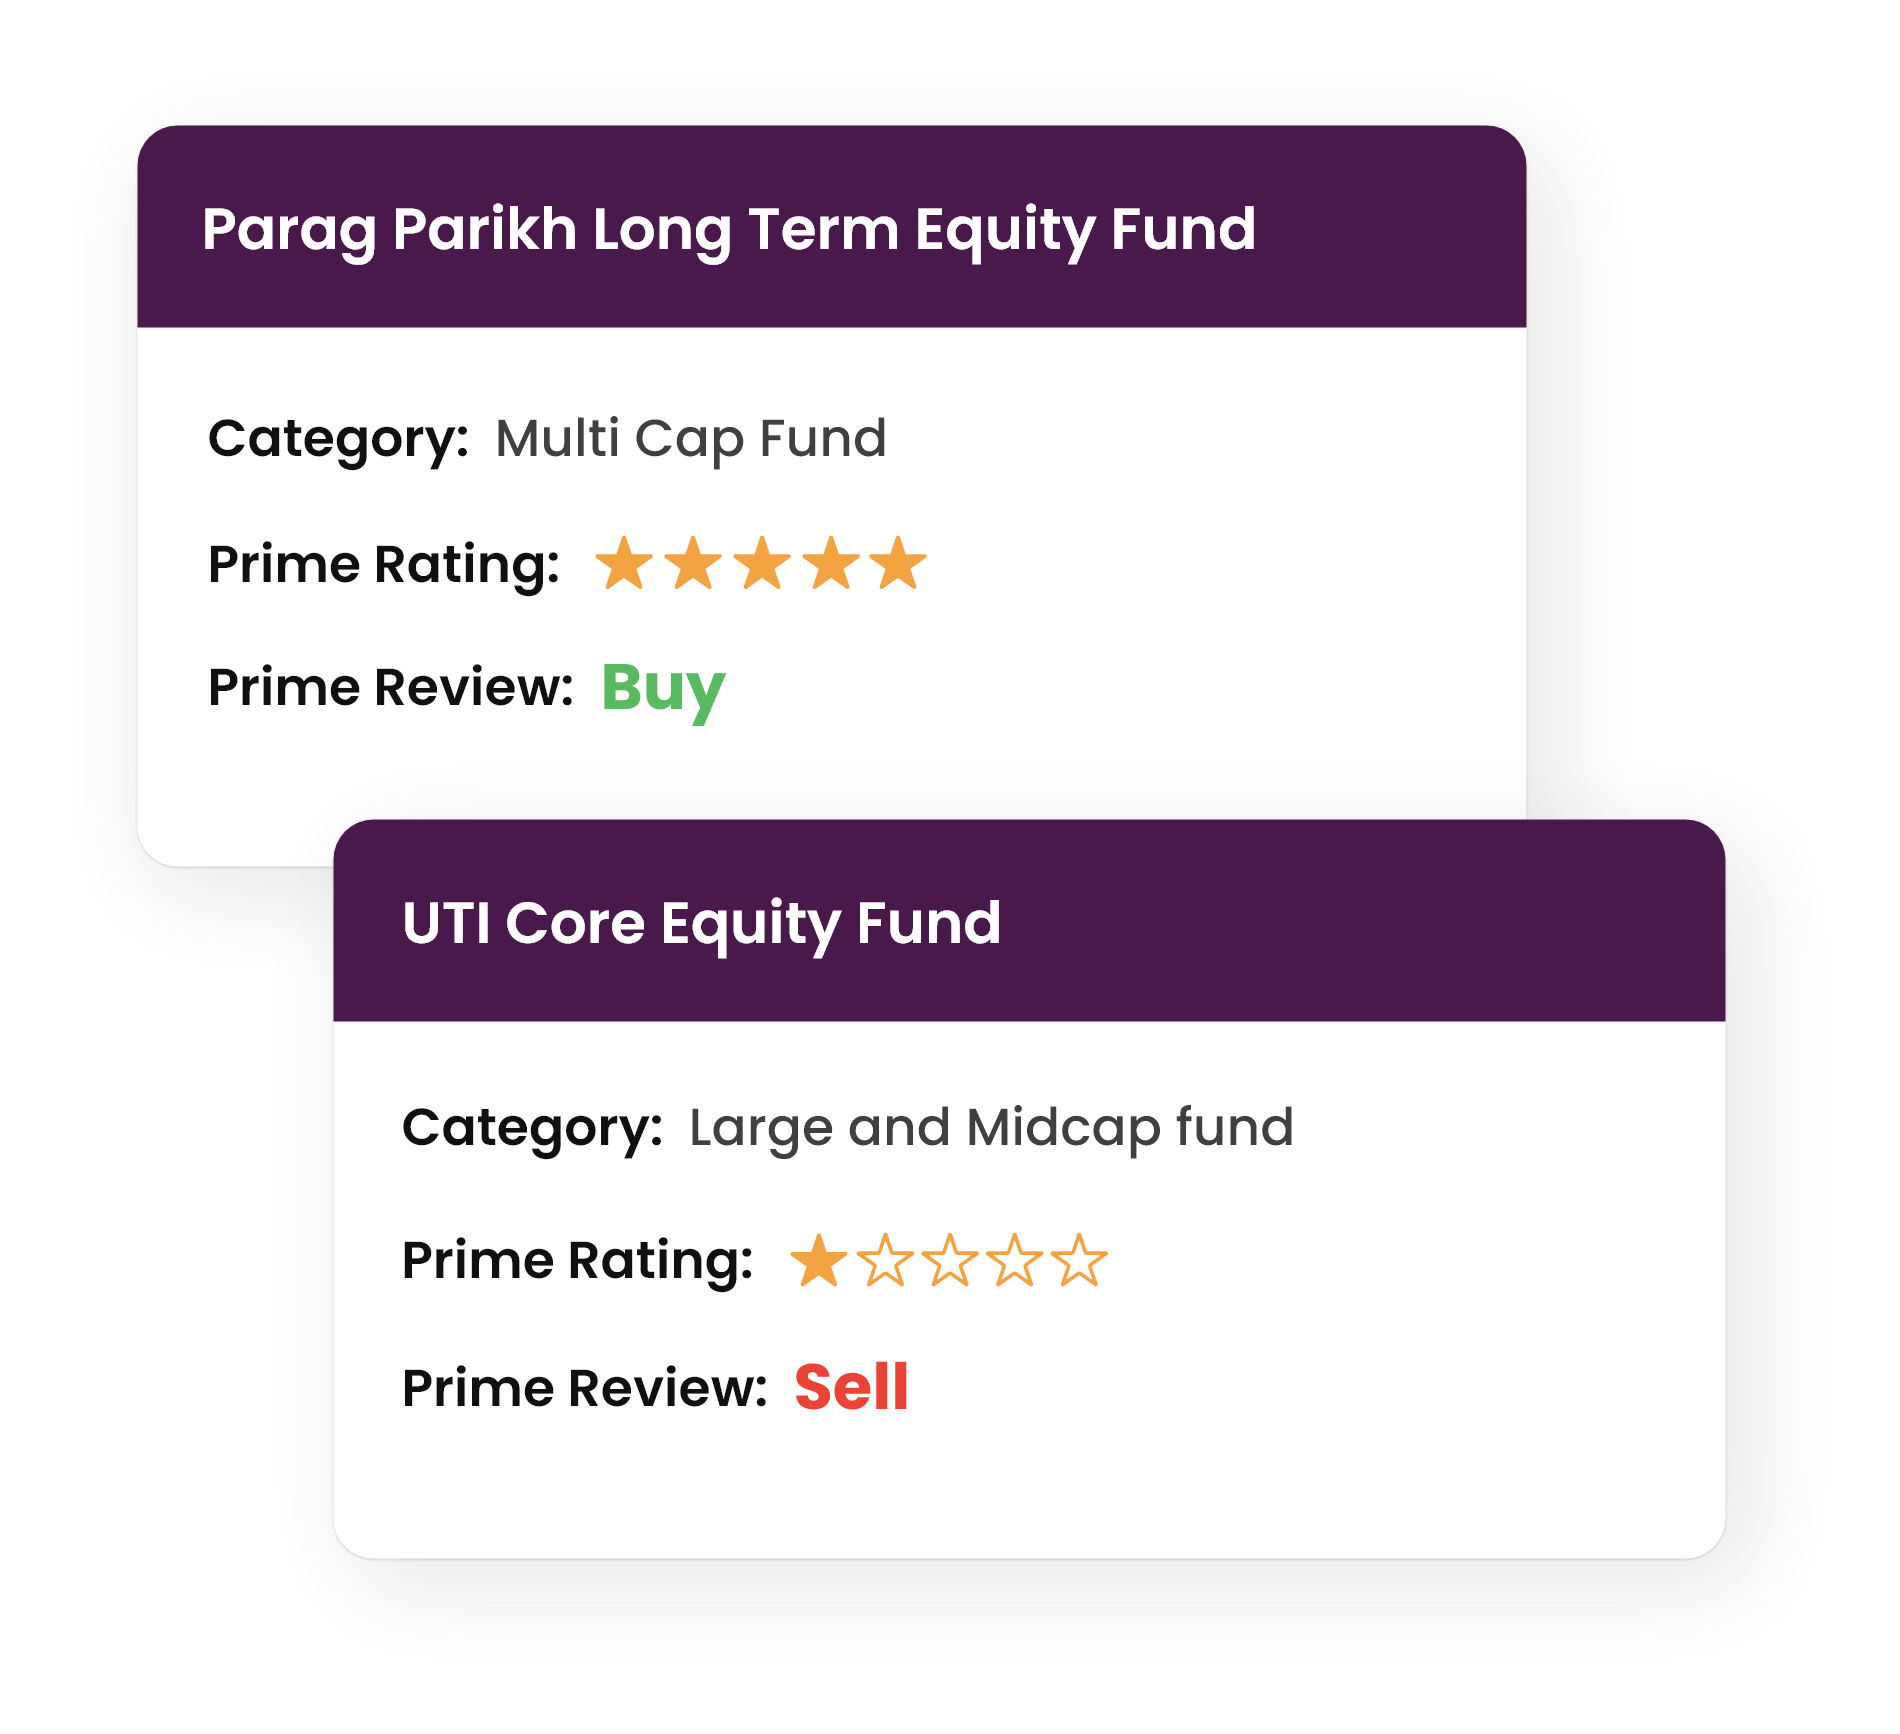 Parag Parikh Long Term Equity Fund
Category: Multi Cap Fund
Prime Rating:
Prime Review: Buy
UTI Core Equity Fund
Category: Large and Midcap fund
Prime Rating:
Prime Review: Sell